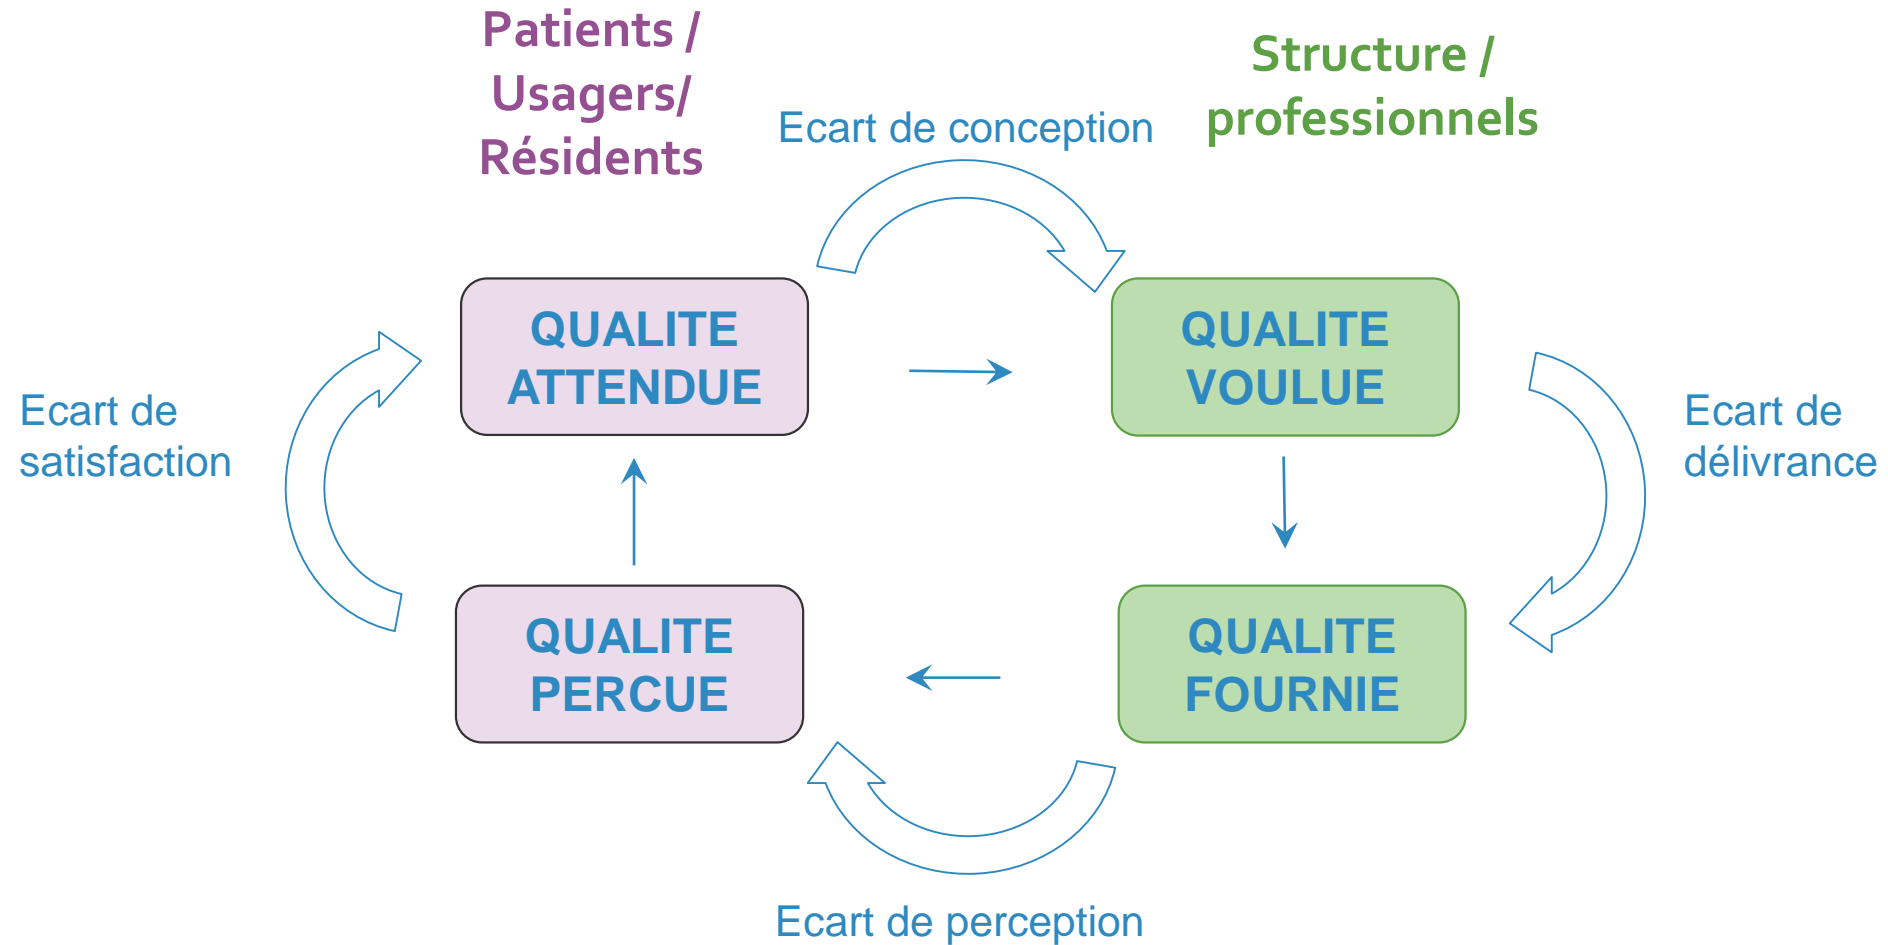 Patients /
Usagers/
Résidents
Structure /
professionnels
Ecart de conception
QUALITE
ATTENDUE
QUALITE
VOULUE
Ecart de
satisfaction
Ecart de
délivrance
QUALITE
PERCUE
QUALITE
FOURNIE
Ecart de perception